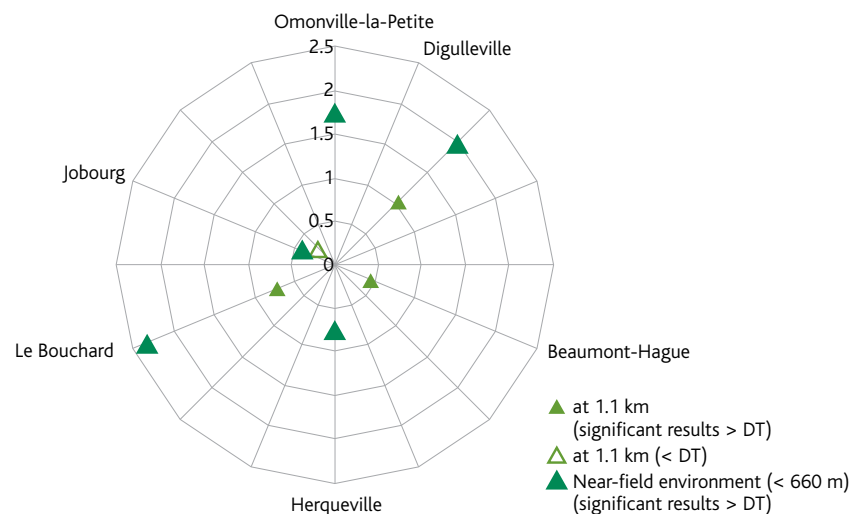 Omonville-la-Petite
2.5
Digulleville
2
1.5
Jobourg
1
0.5
0
Le Bouchard
Beaumont-Hague
at 1.1 km
(significant results > DT)
at 1.1 km (< DT)
Near-field environment (< 660 m)
(significant results > DT)
Herqueville